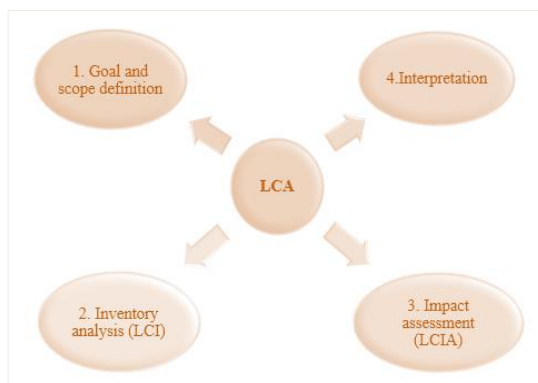 1. Goal and
scope definition
4.Interpretation
LCA
2. Inventory
analysis (LCI)
3. Impact
assessment
(LCIA)